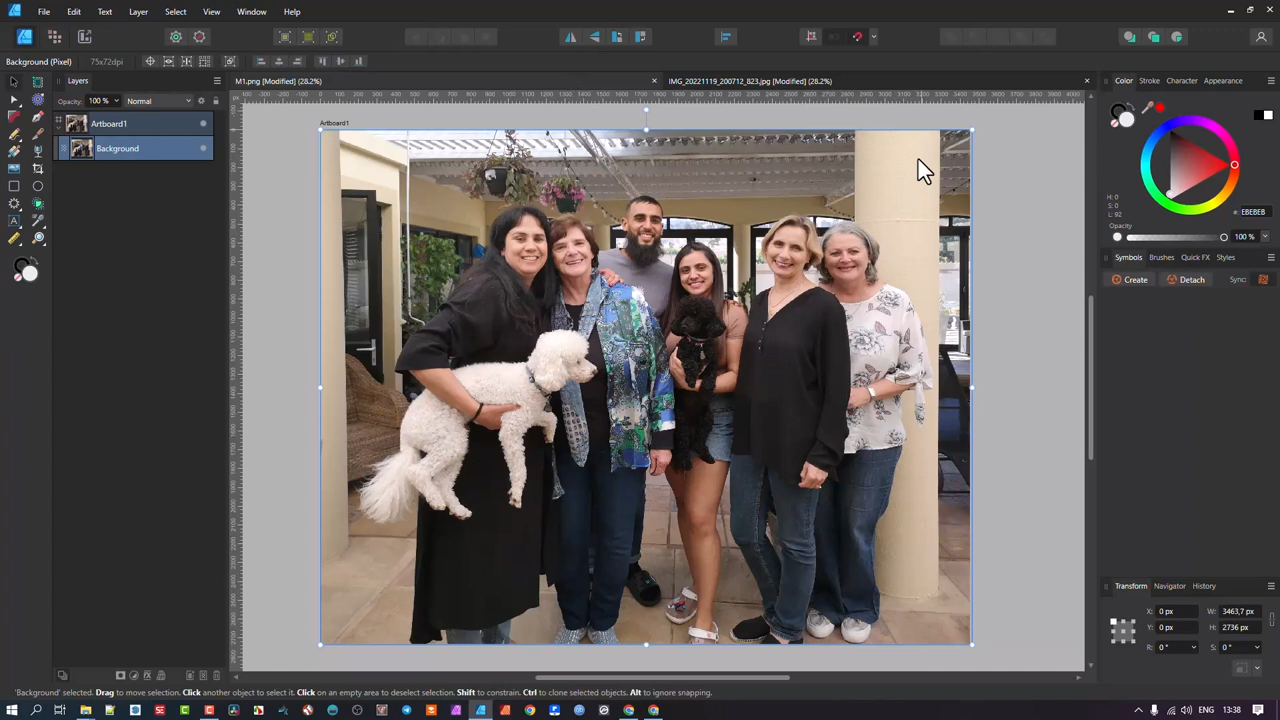 File Edit Text Layer Select View Window Help
Background (Pixel) 75x72dpi
Layers
M1.png [Modified] (28.2%)
IMG_20221119_200712_823.jpg [Modified] (28.2%)
Color Stroke Character Appearance
Opacity: 100 % Normal
Artboard1
Background
Artboard1
H: 0
S: 0
L: 92
# EBEBEB
Opacity
100 %
Symbols Brushes Quick FX Styles
Create Detach Sync
Transform Navigator History
X: 0 px W: 3463,7 px
Y: 0 px H: 2736 px
R: 0 ° S: 0 °
'Background' selected. Drag to move selection. Click another object to select it. Click on an empty area to deselect selection. Shift to constrain. Ctrl to clone selected objects. Alt to ignore snapping.
ENG 13:38